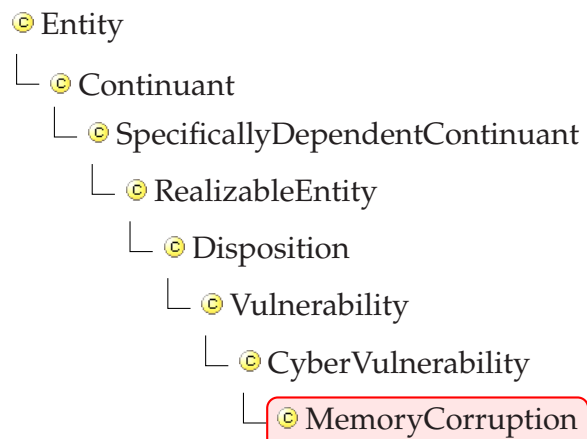 Entity
Continuant
SpecificallyDependentContinuant
RealizableEntity
Disposition
Vulnerability
CyberVulnerability
MemoryCorruption